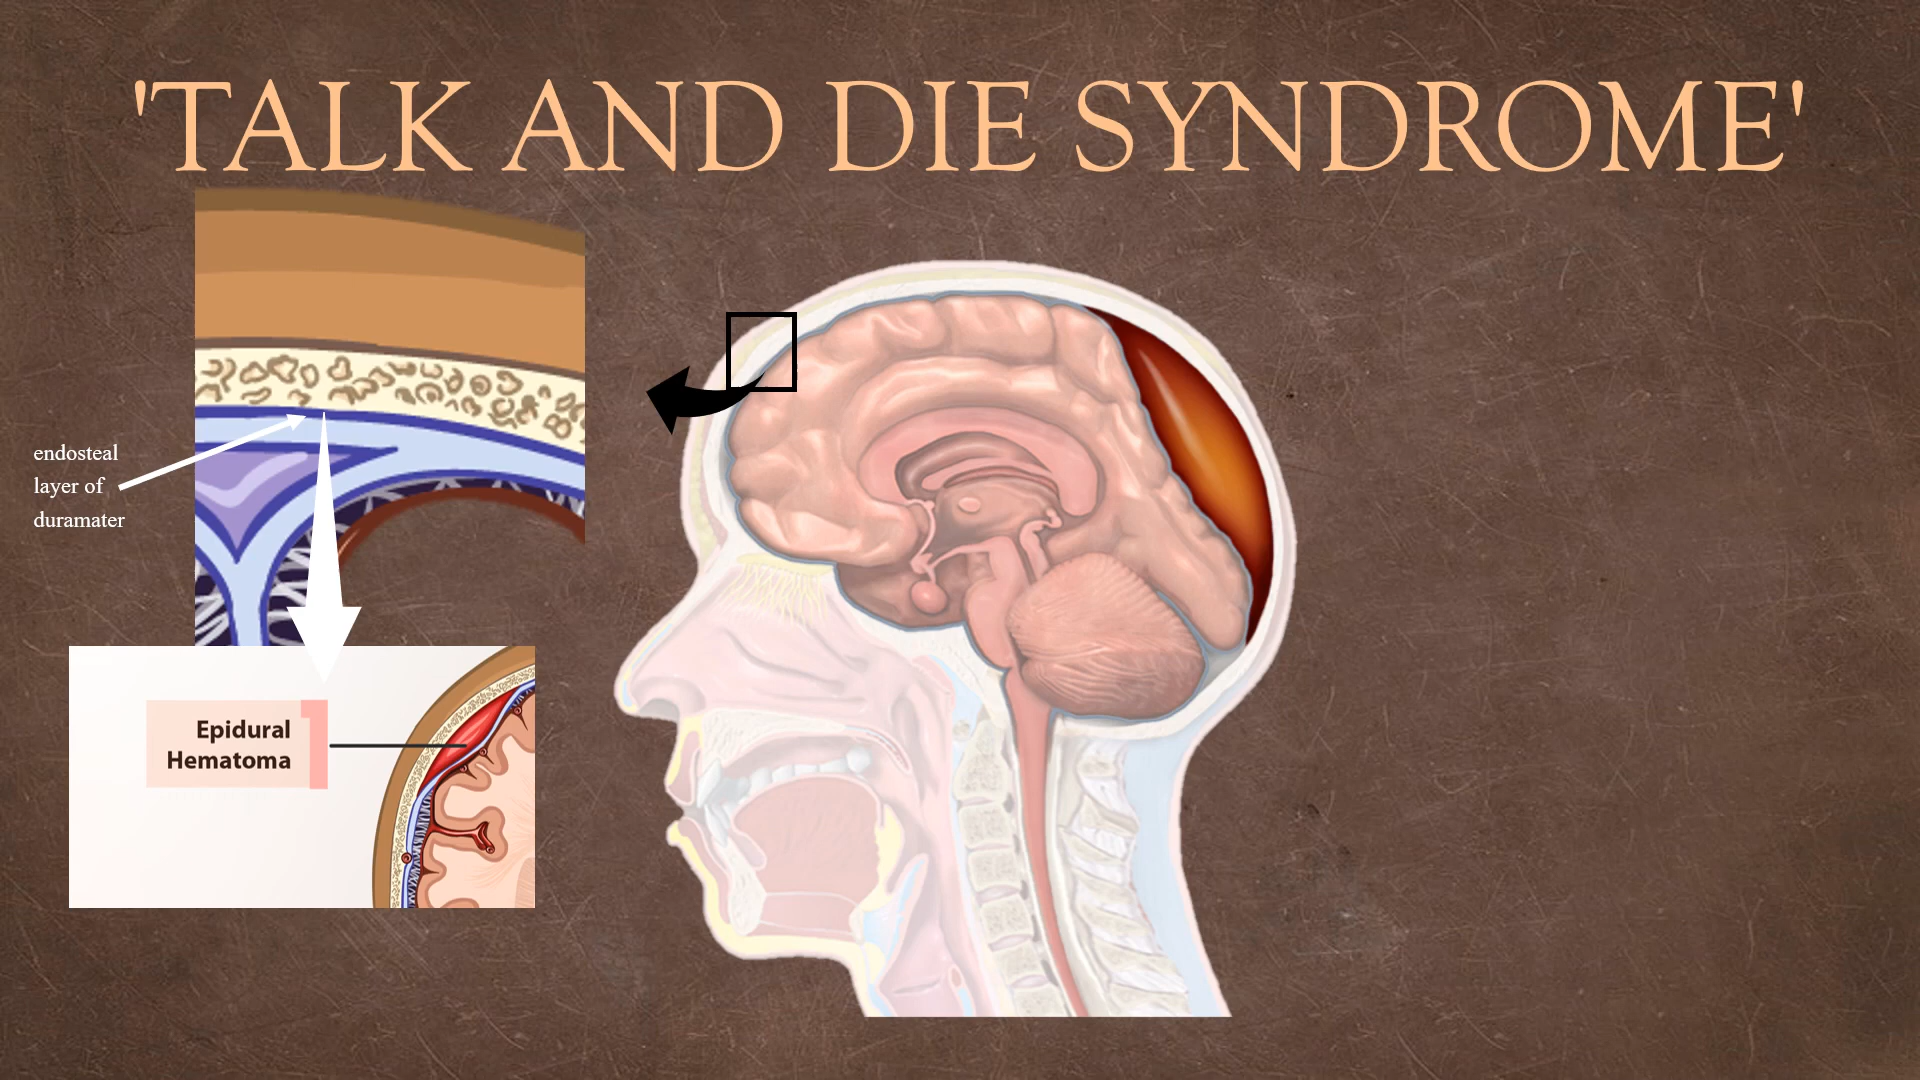 'TALK AND DIE SYNDROME'
endosteal
layer of
duramater
Epidural
Hematoma